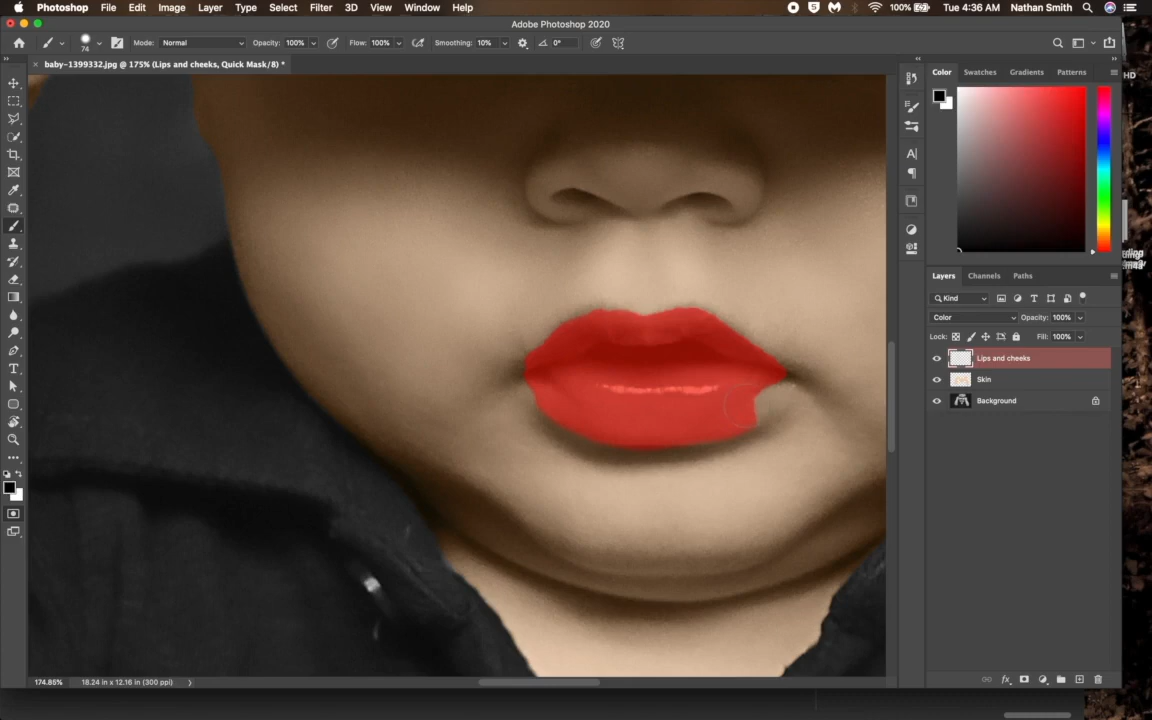 Photoshop File Edit Image Layer Type Select Filter 3D View Window Help 100% Tue 4:36 AM Nathan Smith
Adobe Photoshop 2020
74 Mode: Normal Opacity: 100% Flow: 100% Smoothing: 10% 0°
baby-1399332.jpg @ 175% (Lips and cheeks, Quick Mask/8) *
Color Swatches Gradients Patterns
HD
Layers Channels Paths
Kind
Color Opacity: 100%
Lock: Fill: 100%
Lips and cheeks
Skin
Background
174.85% 18.24 in x 12.16 in (300 ppi)